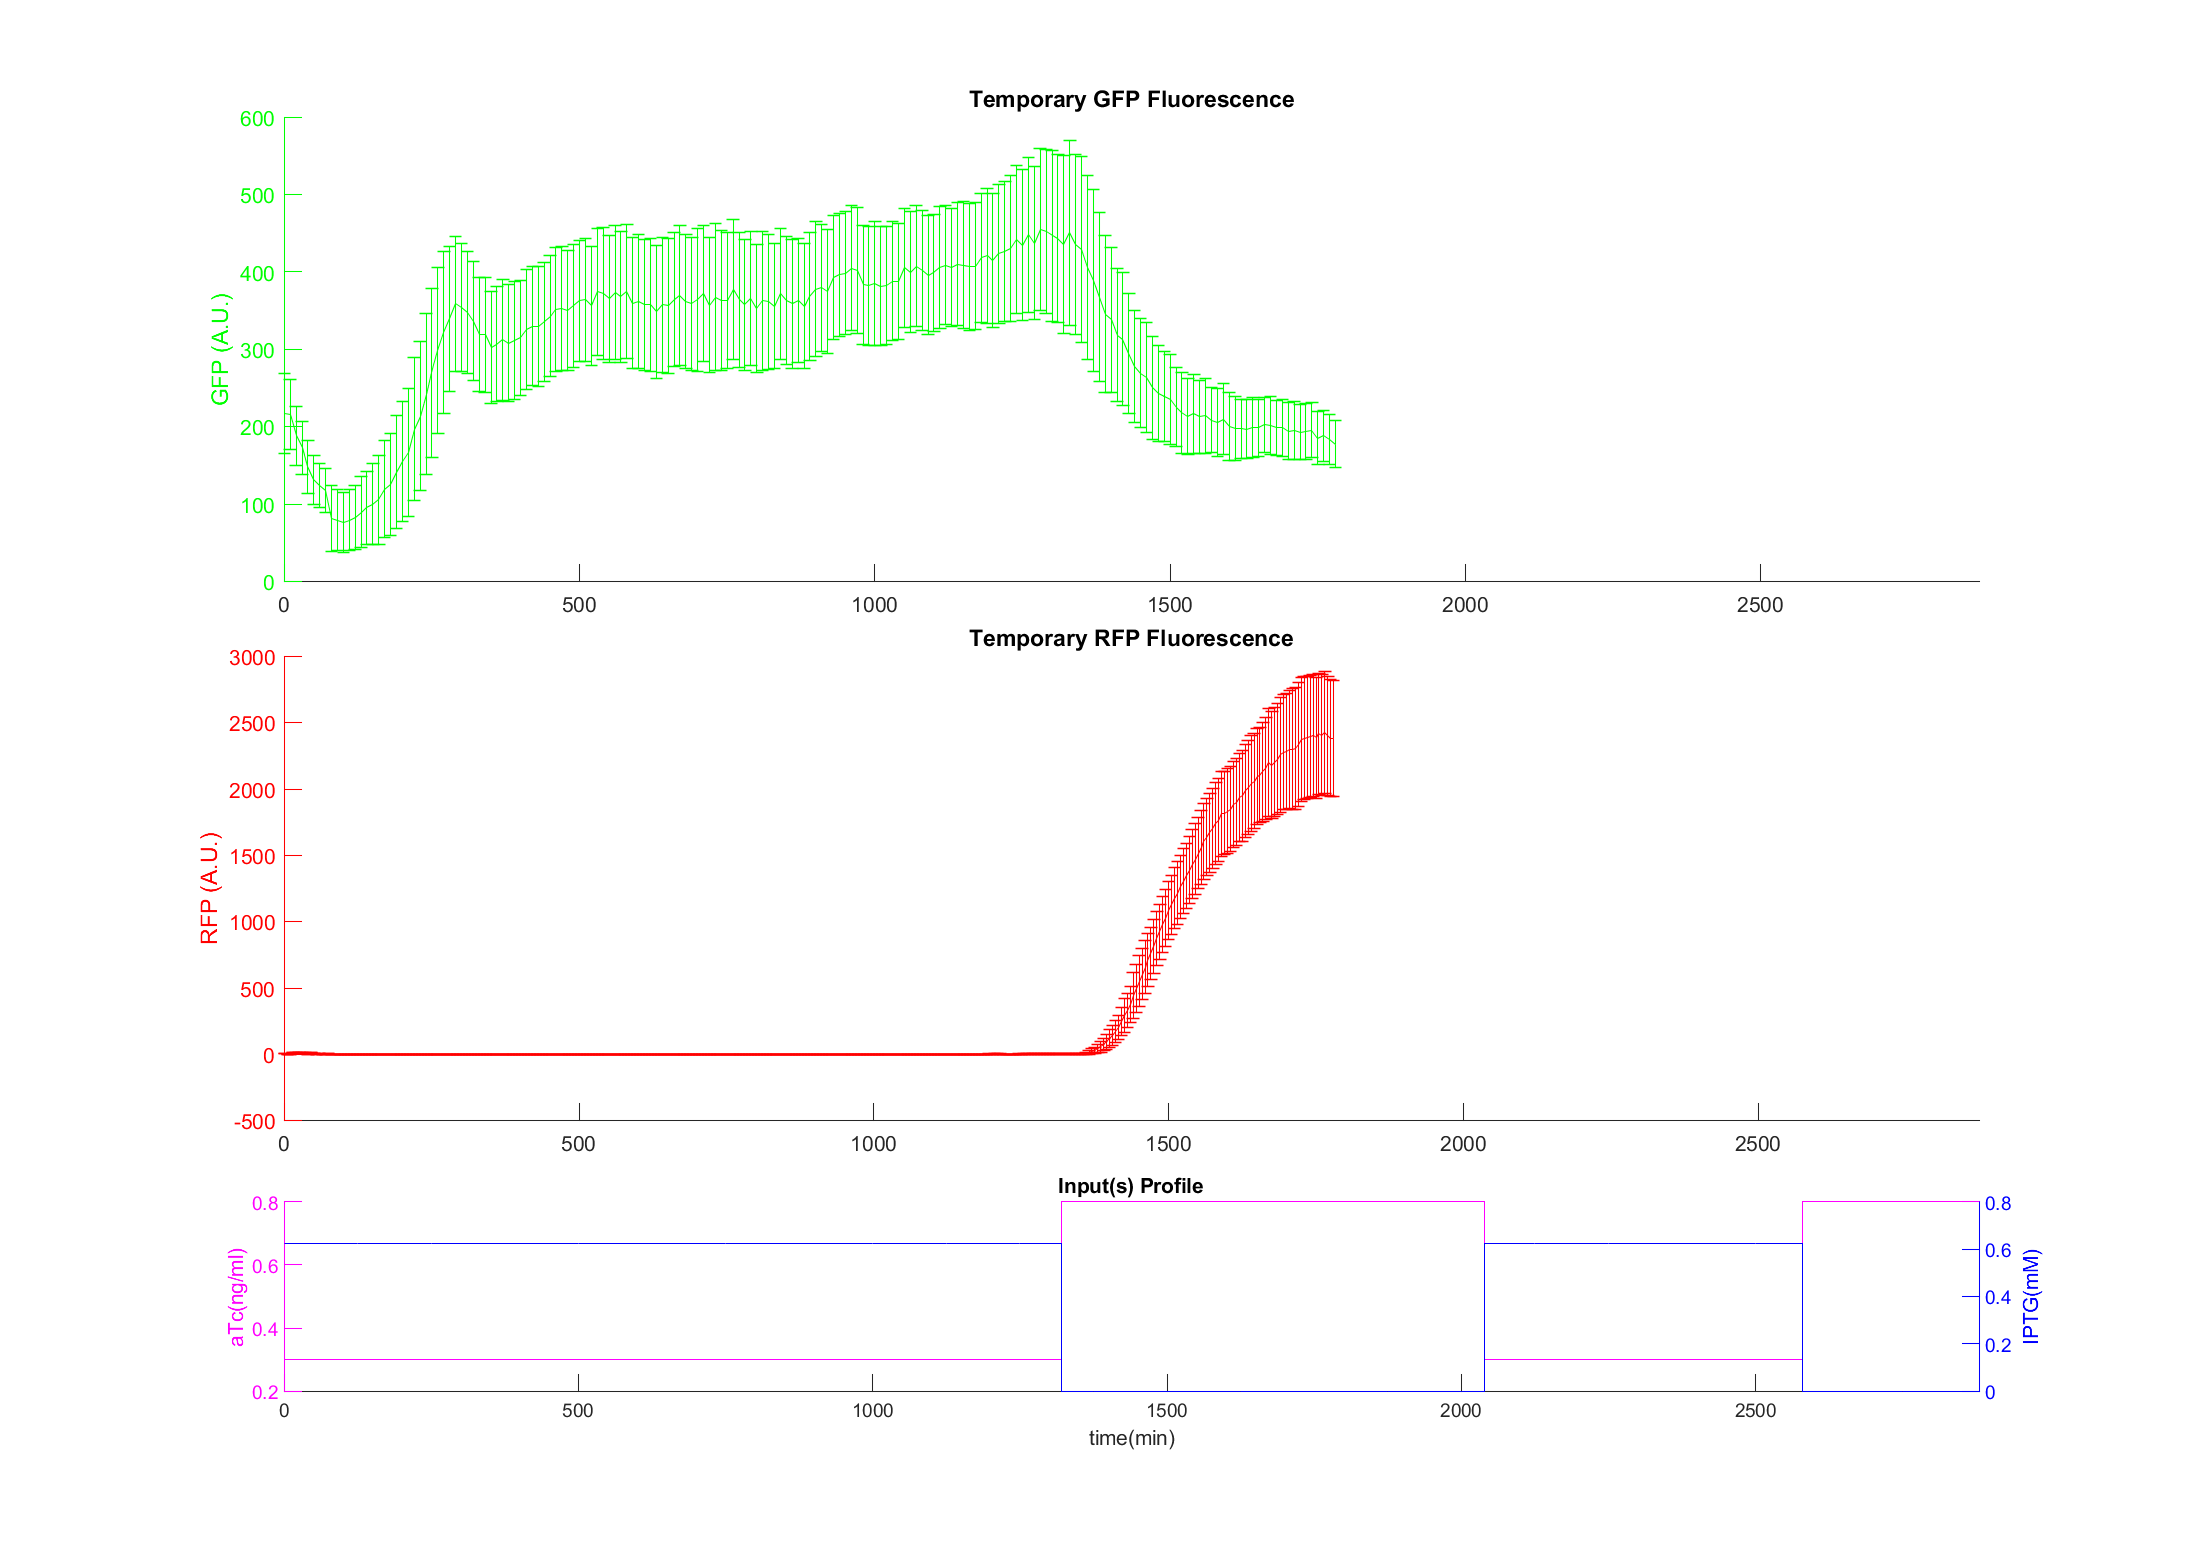 Temporary GFP Fluorescence
600
500
400
300
200
100
0
GFP (A.U.)
0 500 1000 1500 2000 2500
Temporary RFP Fluorescence
3000
2500
2000
1500
1000
500
0
-500
RFP (A.U.)
0 500 1000 1500 2000 2500
Input(s) Profile
0.8
0.6
0.4
0.2
aTc(ng/ml)
0.8
0.6
0.4
0.2
0
IPTG(mM)
0 500 1000 1500 2000 2500
time(min)